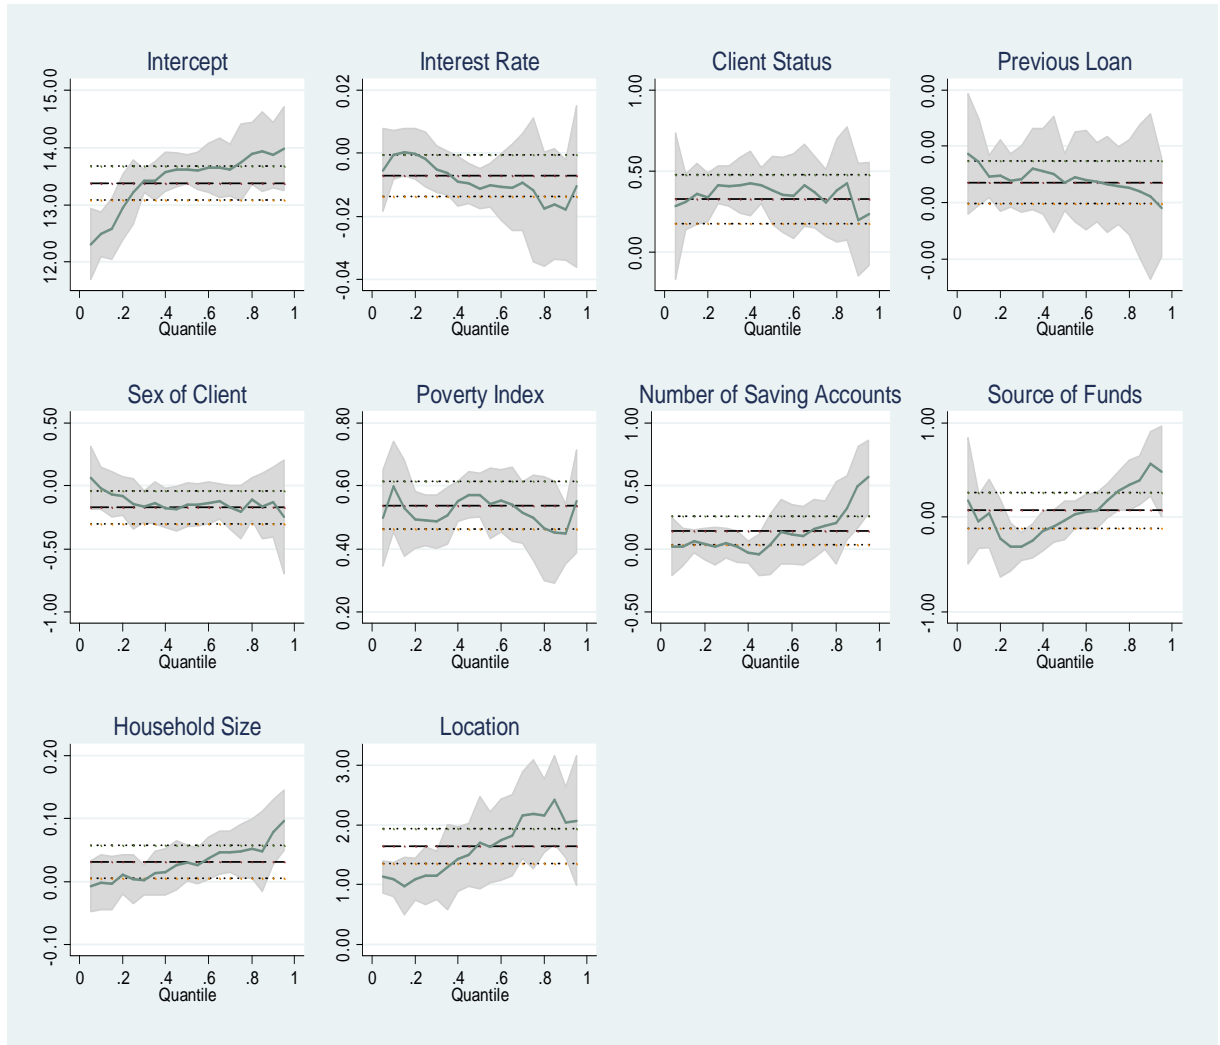 Intercept
15.00
14.00
13.00
12.00
0 .2 .4 .6 .8 1
Quantile
Interest Rate
0.02
0.00
-0.02
-0.04
0 .2 .4 .6 .8 1
Quantile
Client Status
1.00
0.50
0.00
0 .2 .4 .6 .8 1
Quantile
Previous Loan
0.00
0.00
0.00
-0.00
0 .2 .4 .6 .8 1
Quantile
Sex of Client
0.50
0.00
-0.50
-1.00
0 .2 .4 .6 .8 1
Quantile
Poverty Index
0.80
0.60
0.40
0.20
0 .2 .4 .6 .8 1
Quantile
Number of Saving Accounts
1.00
0.50
0.00
-0.50
0 .2 .4 .6 .8 1
Quantile
Source of Funds
1.00
0.00
-1.00
0 .2 .4 .6 .8 1
Quantile
Household Size
0.20
0.10
0.00
-0.10
0 .2 .4 .6 .8 1
Quantile
Location
3.00
2.00
1.00
0.00
0 .2 .4 .6 .8 1
Quantile